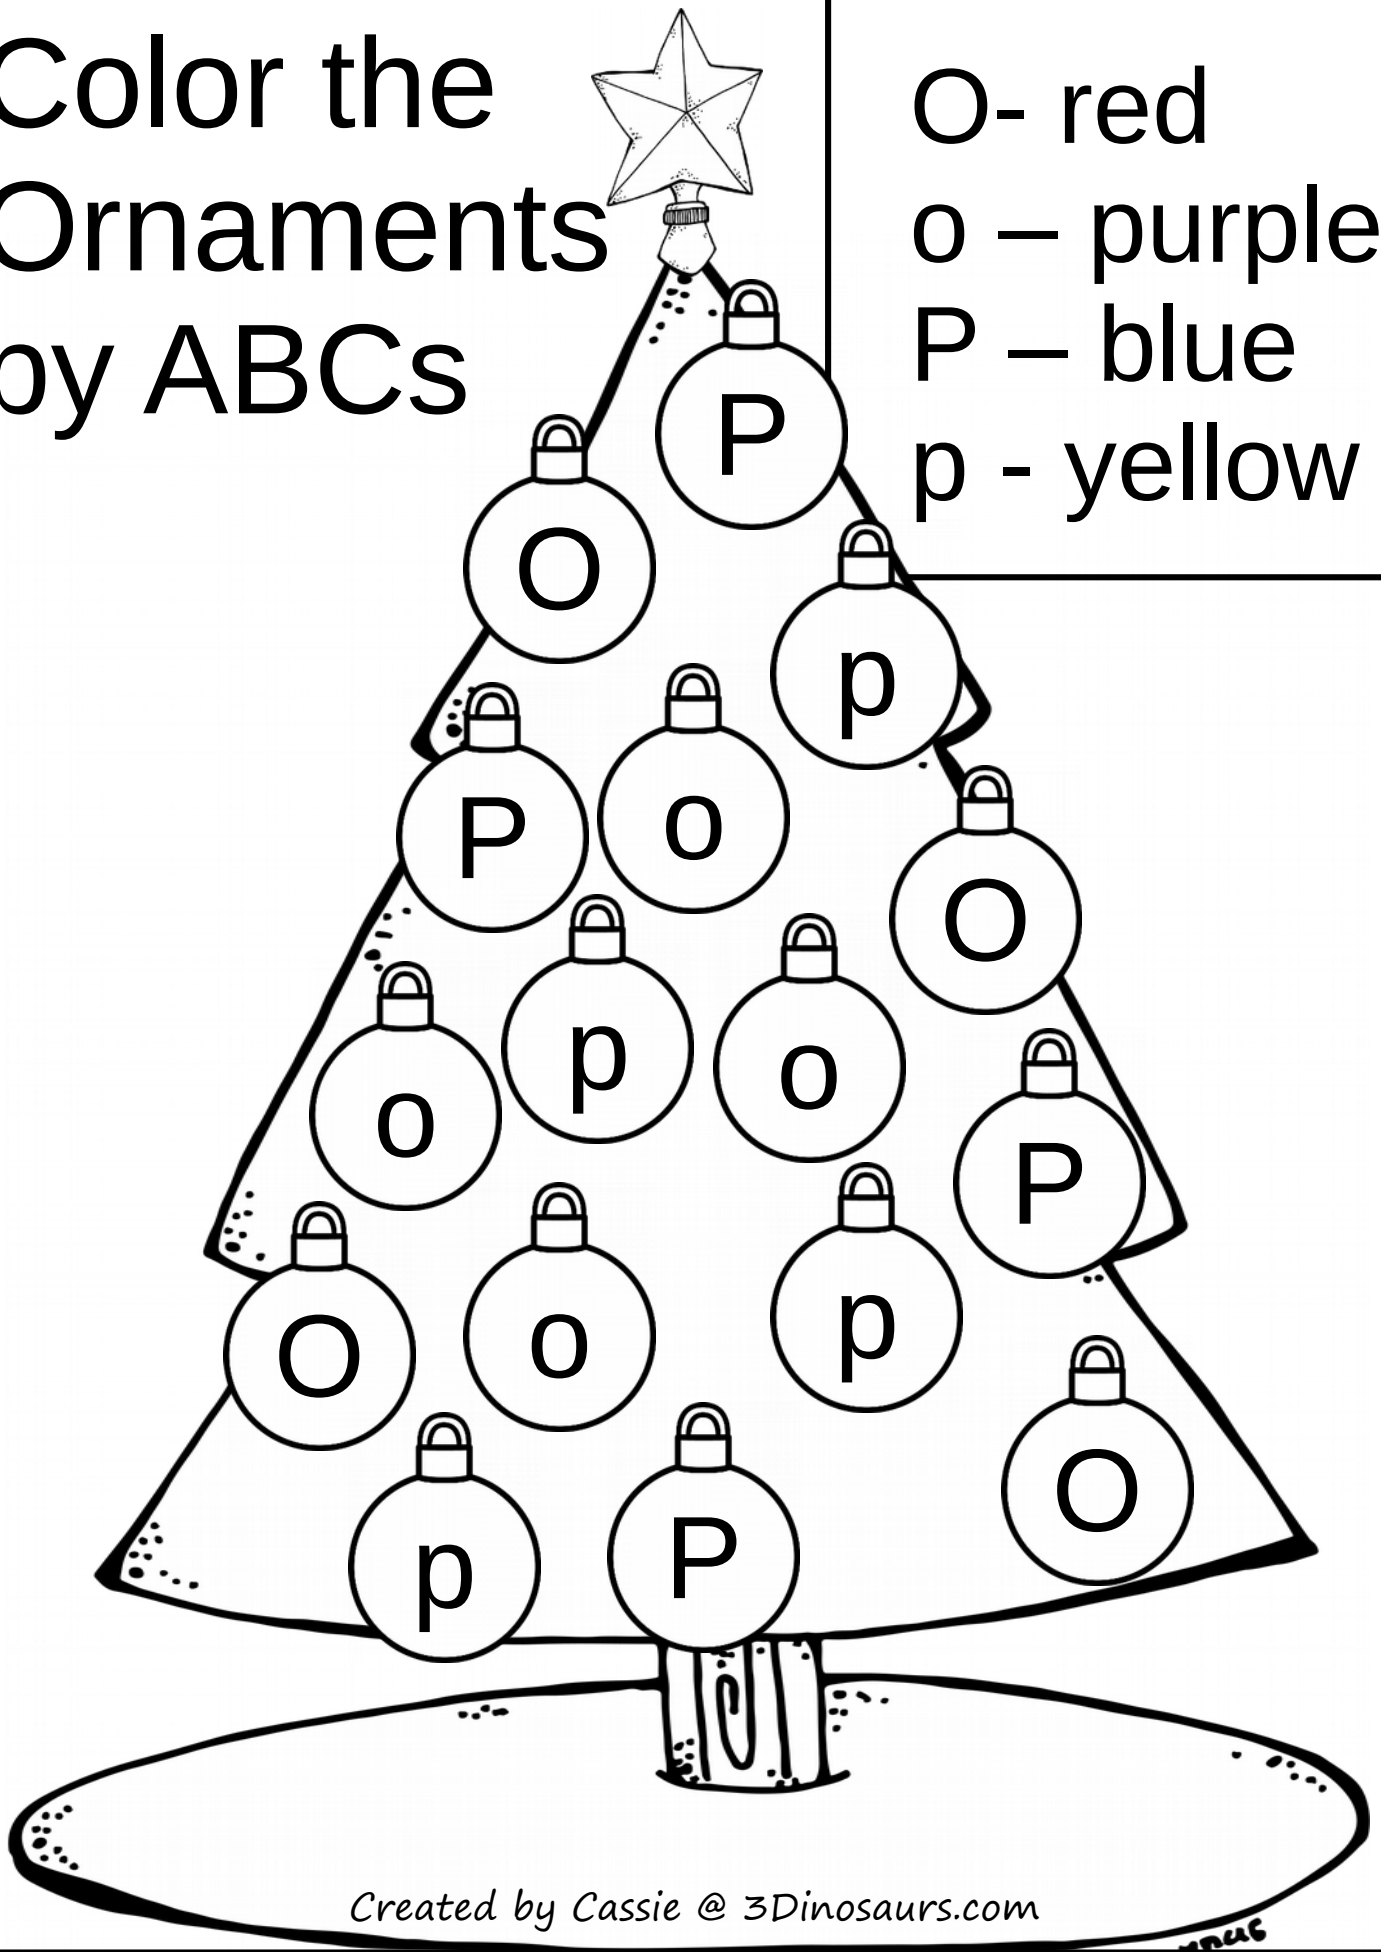 Color the
Ornaments
by ABCs
O- red
o – purple
P – blue
p - yellow
P
O
p
P
o
O
p
o
o
P
O
o
p
O
p
P
Created by Cassie @ 3Dinosaurs.com